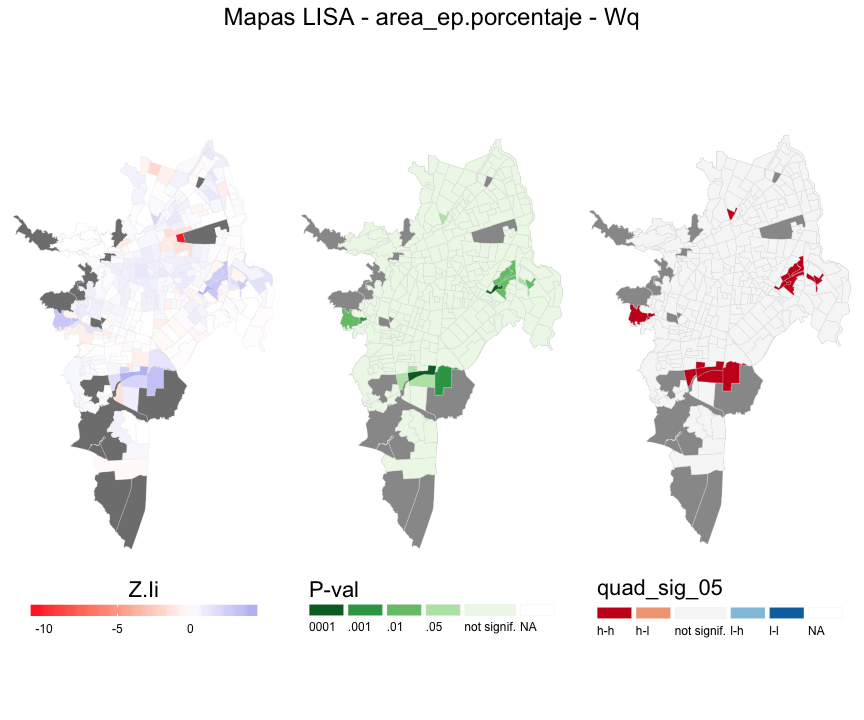 Mapas LISA - area_ep.porcentaje - Wq
Z.li
-10 -5 0
P-val
0001 .001 .01 .05 not signif. NA
quad_sig_05
h-h h-l not signif. l-h l-l NA